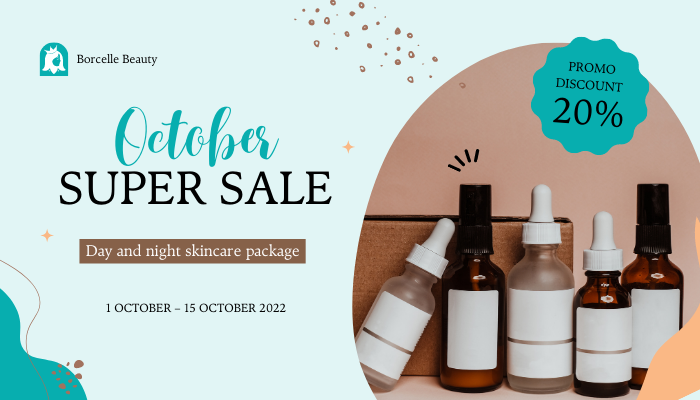 Borcelle Beauty
October
SUPER SALE
Day and night skincare package
1 OCTOBER – 15 OCTOBER 2022
PROMO
DISCOUNT
20%